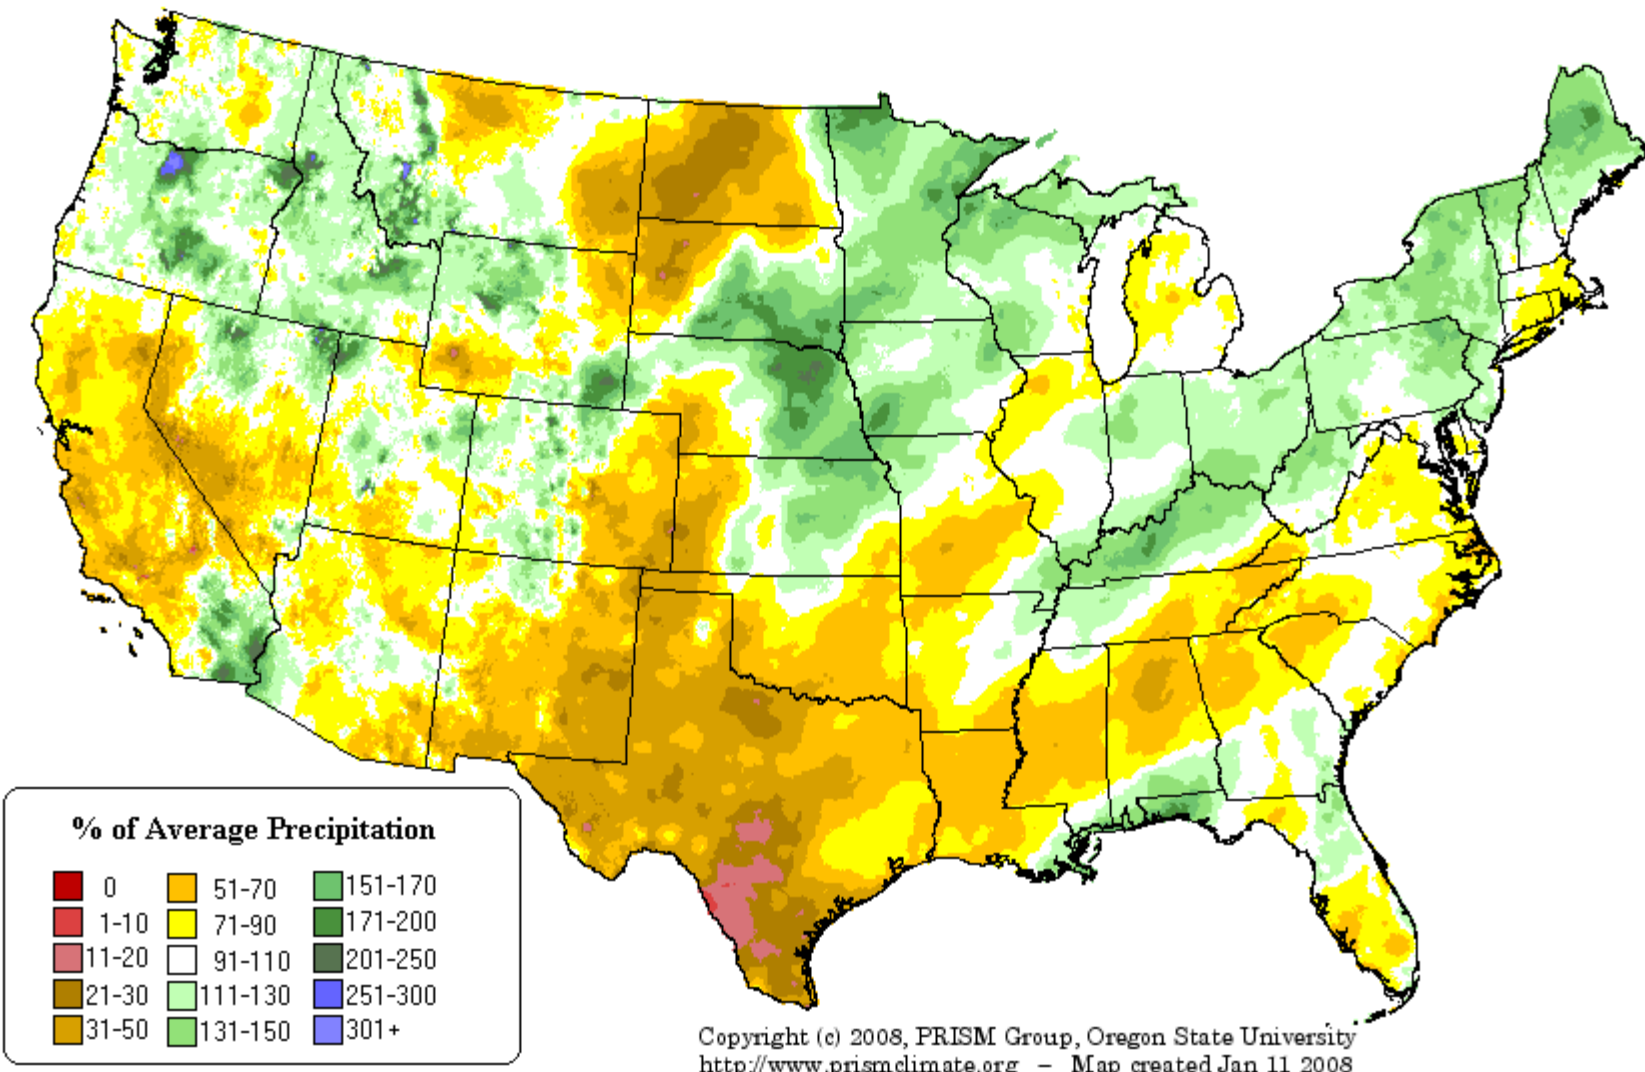 % of Average Precipitation
0 51-70 151-170
1-10 71-90 171-200
11-20 91-110 201-250
21-30 111-130 251-300
31-50 131-150 301+
Copyright (c) 2008, PRISM Group, Oregon State University
http://www.prismclimate.org - Map created Jan 11 2008